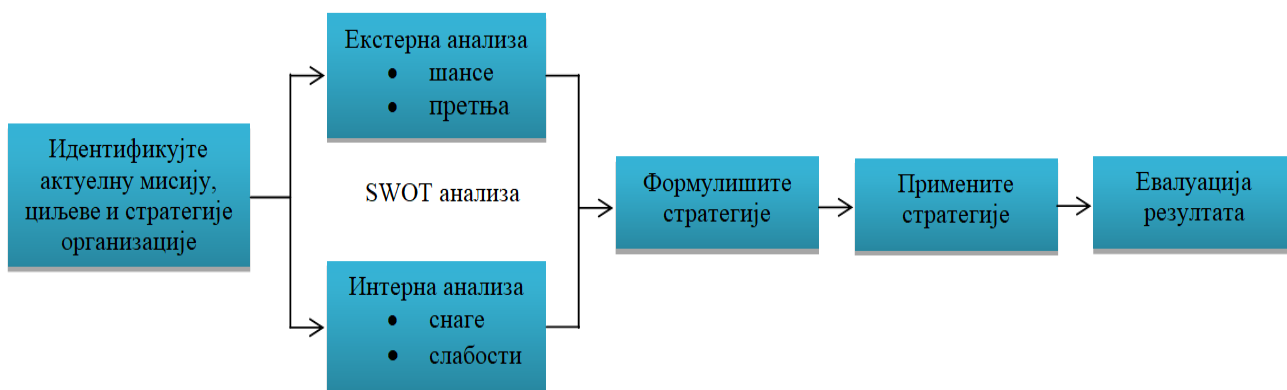 Идентификујте
актуелну мисију,
циљеве и стратегије
организације
Екстерна анализа
• шансе
• претња
SWOT анализа
Интерна анализа
• снаге
• слабости
Формулишите
стратегије
Примените
стратегије
Евалуација
резултата